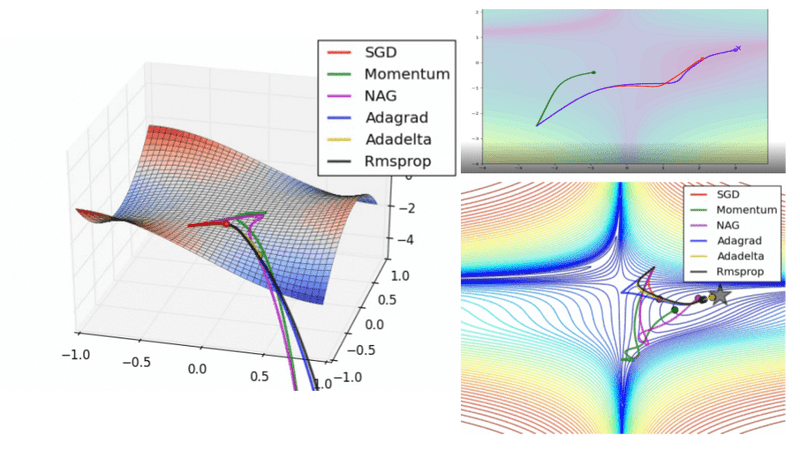 SGD
Momentum
NAG
Adagrad
Adadelta
Rmsprop
−2
−4
1.0
0.5
0.0
−0.5
−1.0
−1.0
−0.5
0.0
0.5
1.0
SGD
Momentum
NAG
Adagrad
Adadelta
Rmsprop